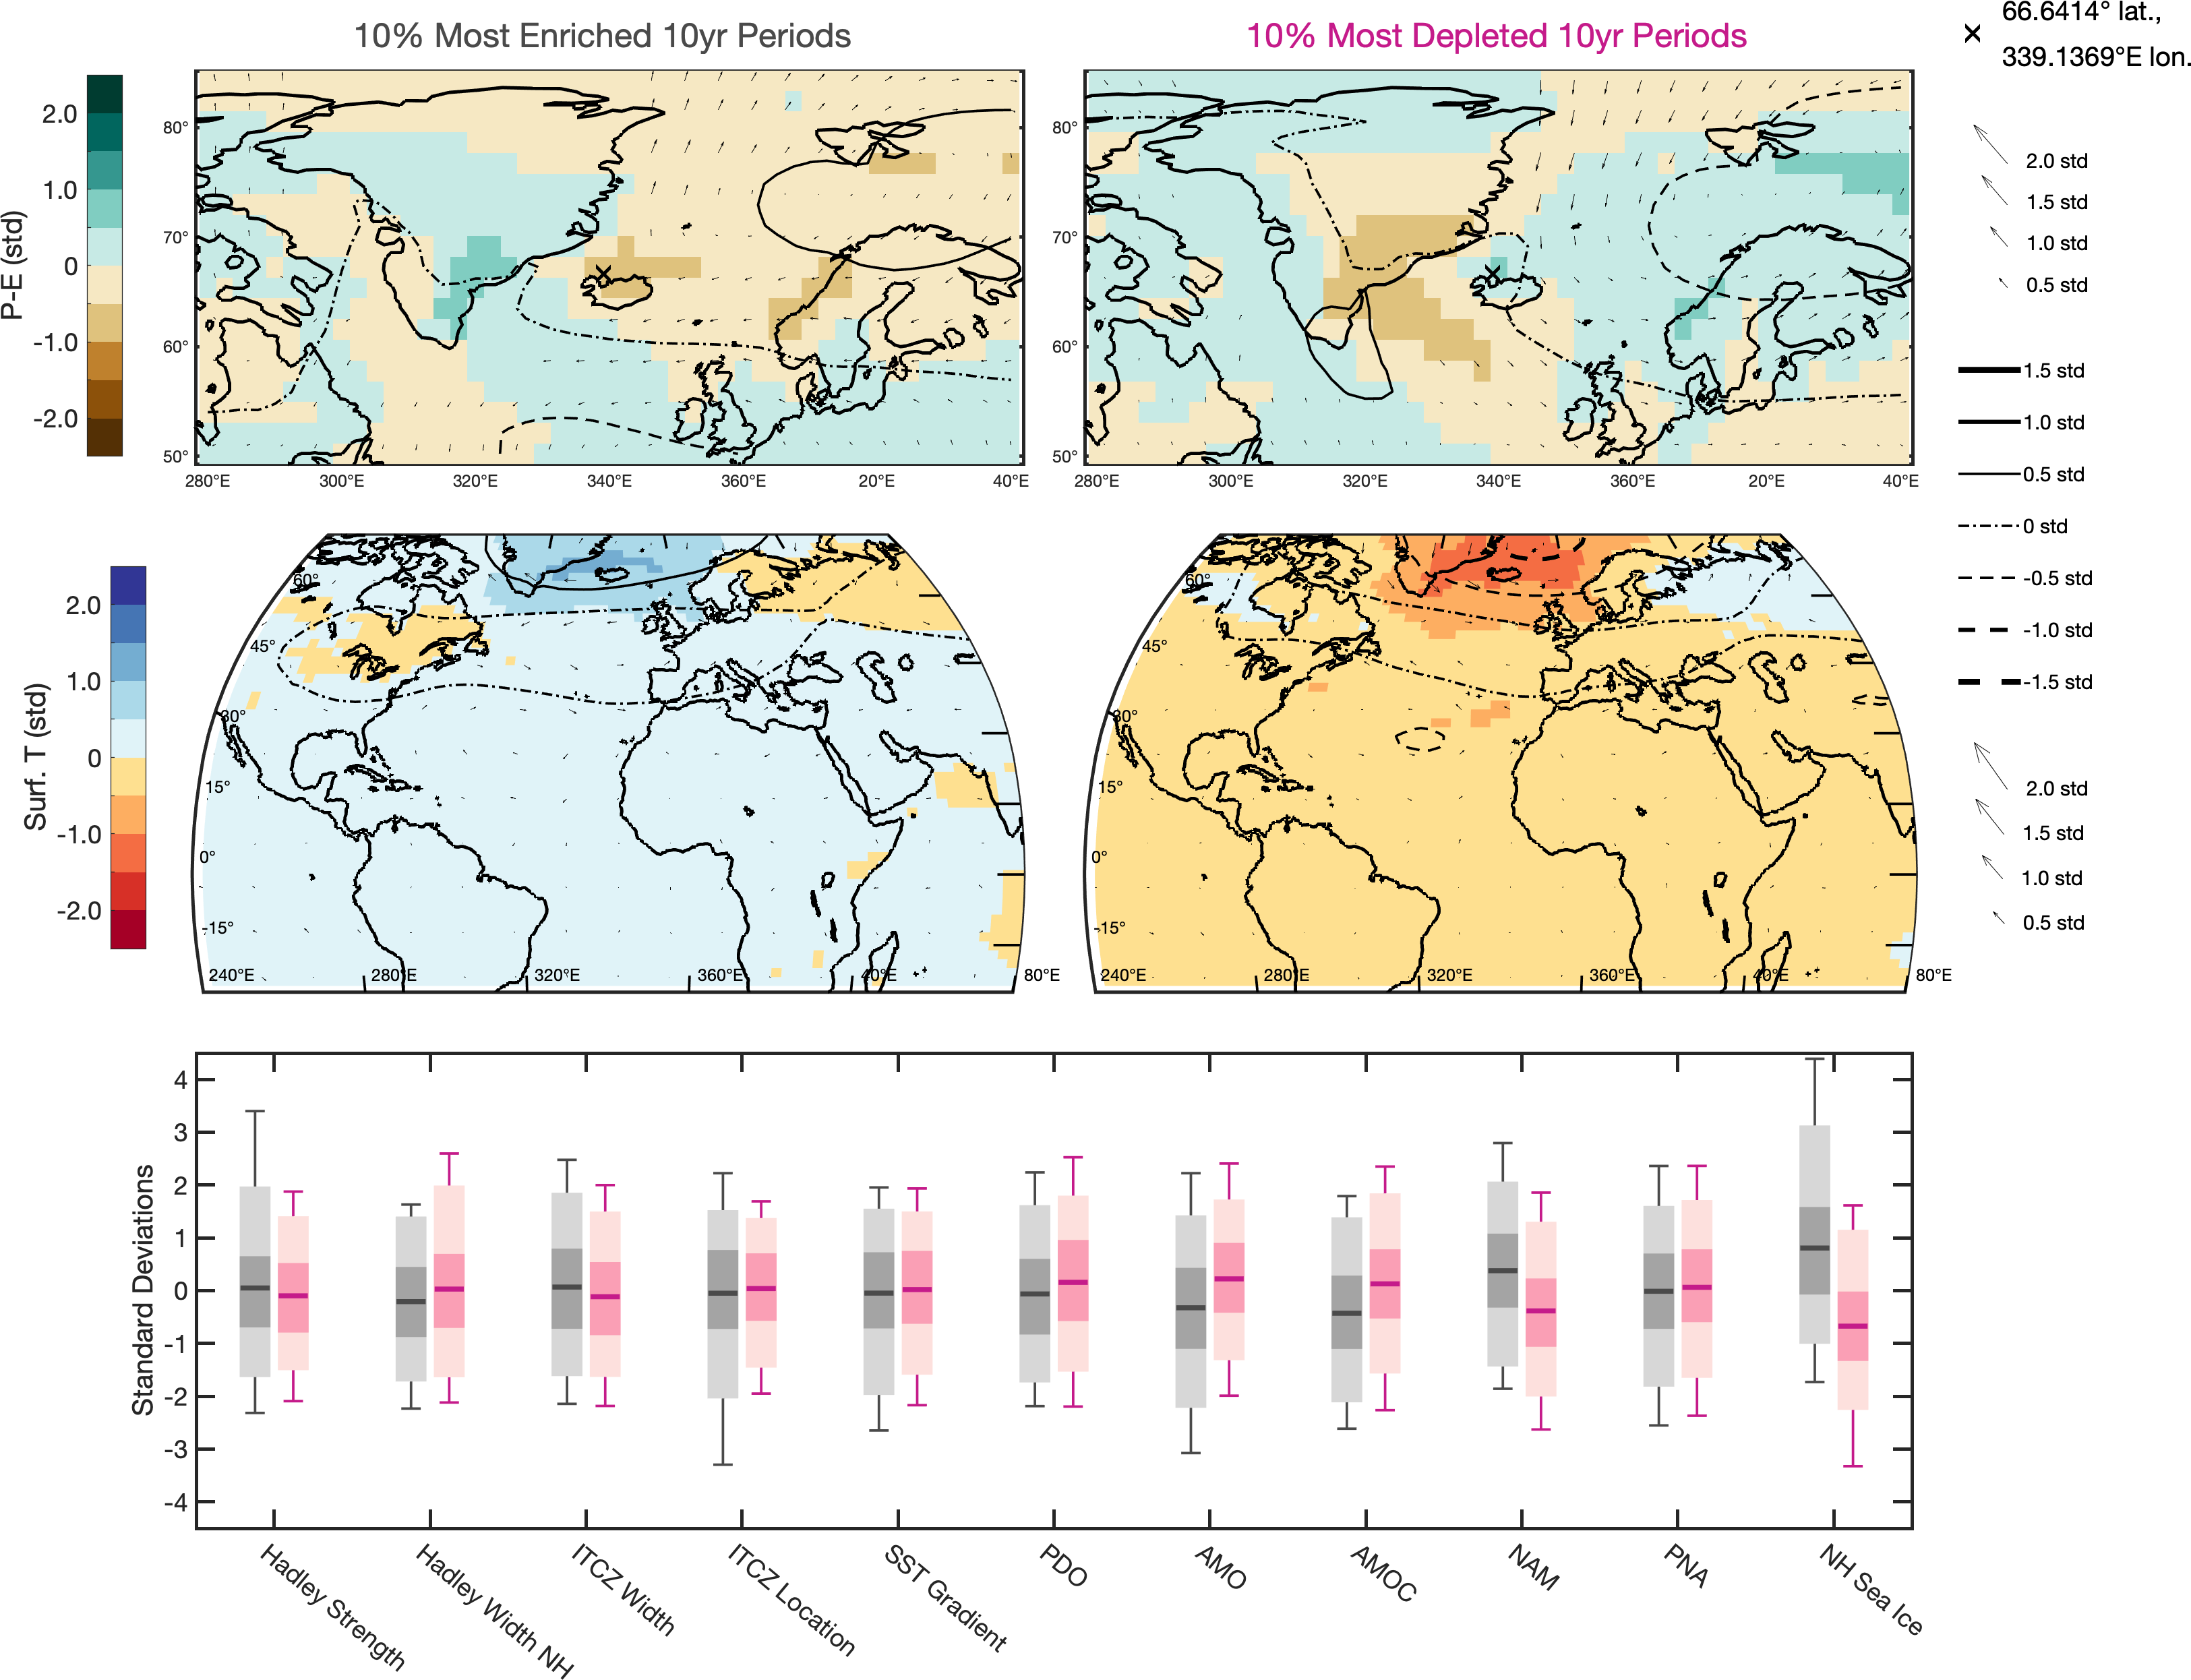 10% Most Enriched 10yr Periods
10% Most Depleted 10yr Periods
66.6414° lat.,
339.1369°E lon.
P-E (std)
2.0
1.0
0
-1.0
-2.0
80°
70°
60°
50°
280°E 300°E 320°E 340°E 360°E 20°E 40°E
80°
70°
60°
50°
280°E 300°E 320°E 340°E 360°E 20°E 40°E
2.0 std
1.5 std
1.0 std
0.5 std
1.5 std
1.0 std
0.5 std
0 std
-0.5 std
-1.0 std
-1.5 std
2.0 std
1.5 std
1.0 std
0.5 std
Surf. T (std)
2.0
1.0
0
-1.0
-2.0
60°
45°
30°
15°
0°
-15°
240°E 280°E 320°E 360°E 40°E 80°E
60°
45°
30°
15°
0°
-15°
240°E 280°E 320°E 360°E 40°E 80°E
Standard Deviations
4
3
2
1
0
-1
-2
-3
-4
Hadley Strength
Hadley Width NH
ITCZ Width
ITCZ Location
SST Gradient
PDO
AMO
AMOC
NAM
PNA
NH Sea Ice